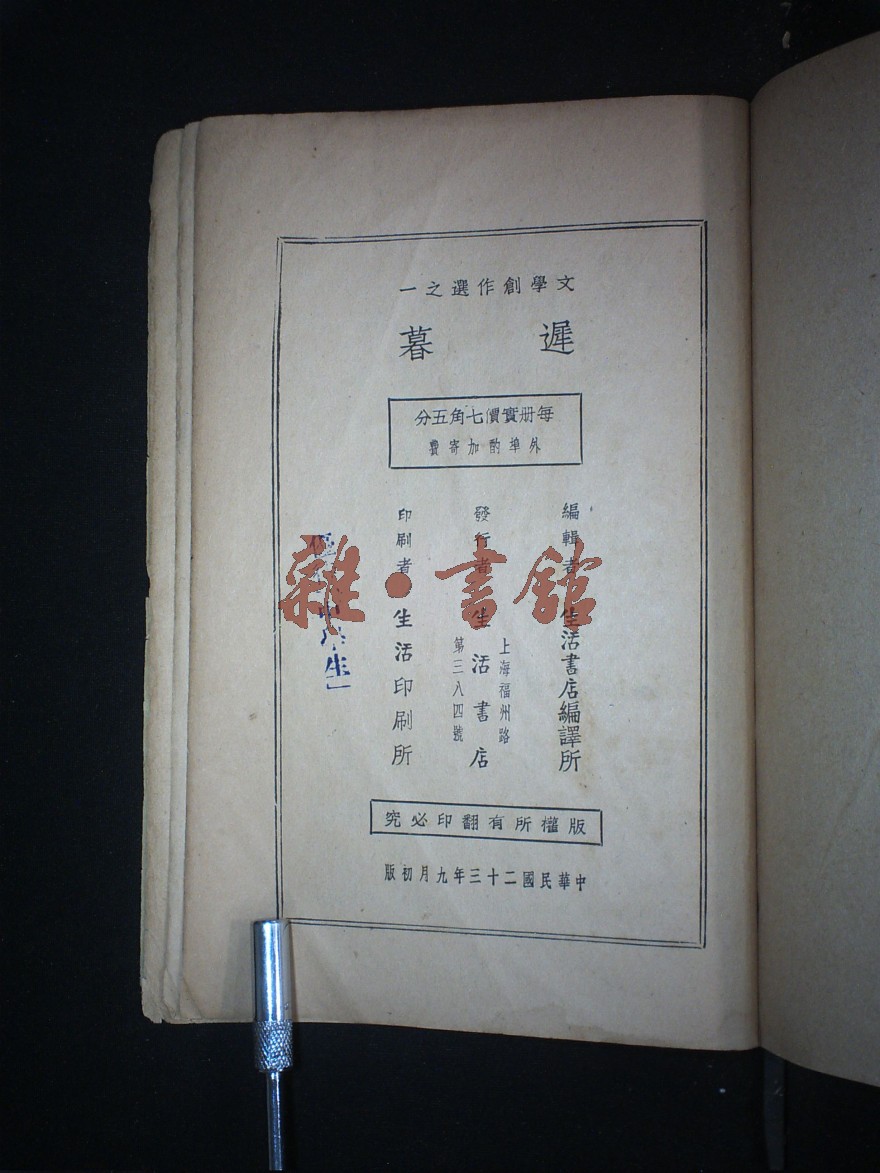 文學創作選之一
遲暮
每册實價七角五分
外埠酌加寄費
編輯者 生活書店編譯所
發行者 生活書店
上海福州路
第三八四號
印刷者 生活印刷所
版權所有翻印必究
中華民國二十三年九月初版
雜·書館